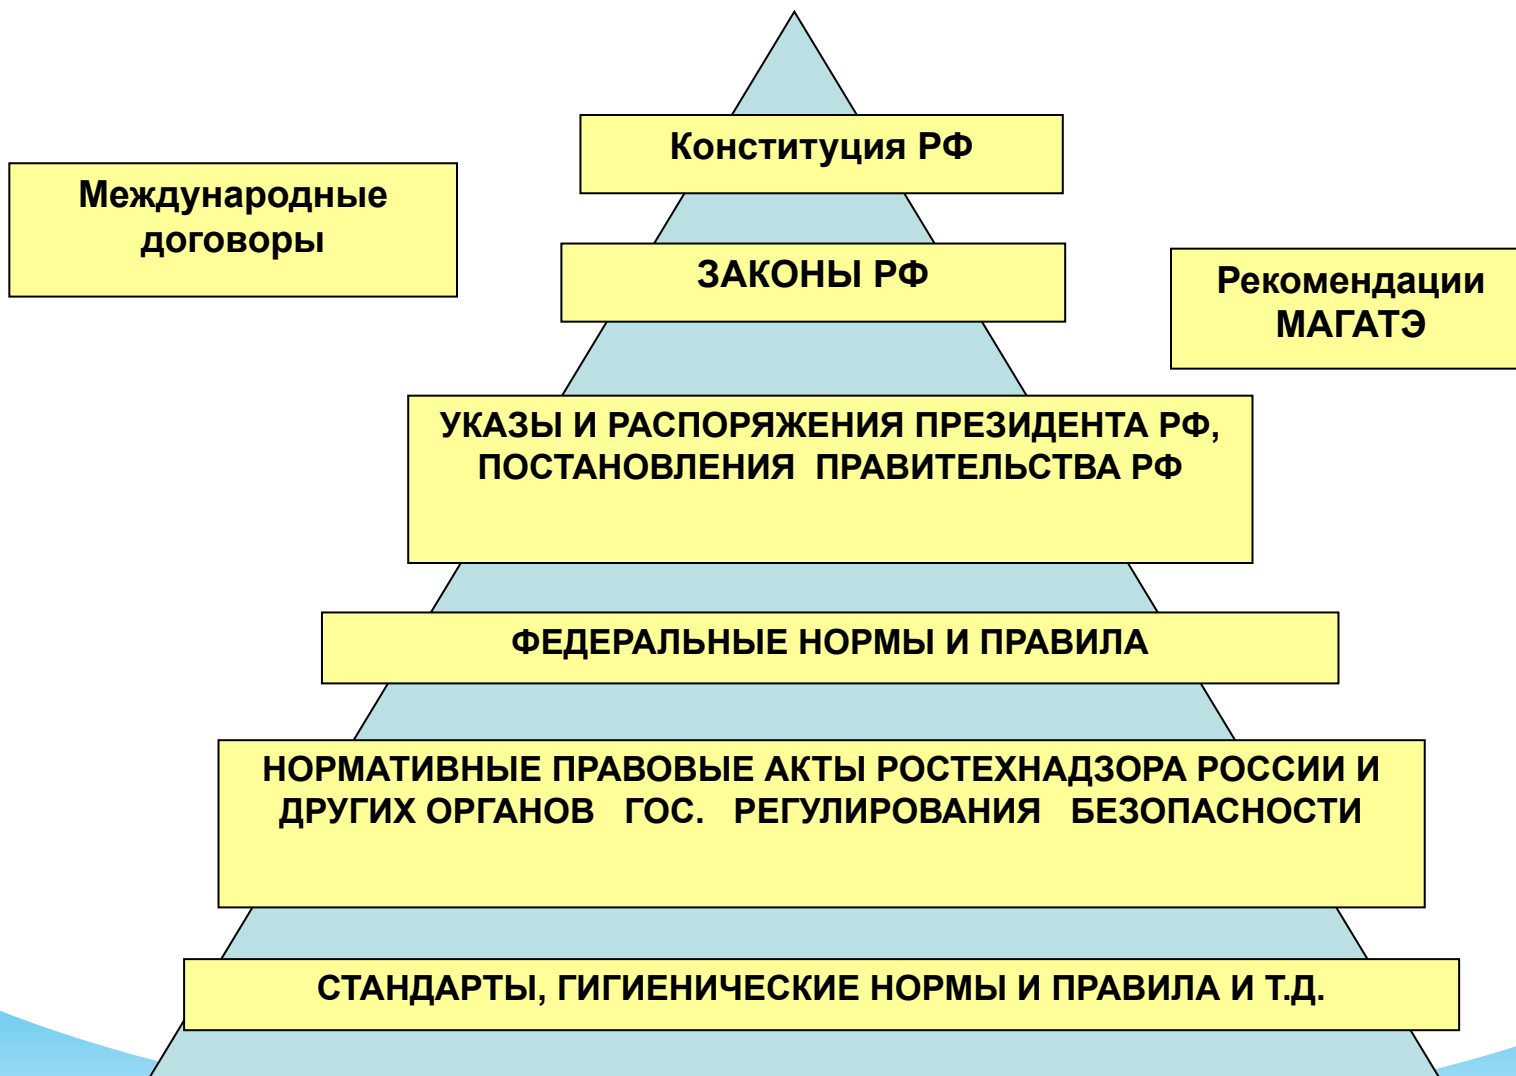 Конституция РФ
Международные
договоры
ЗАКОНЫ РФ
Рекомендации
МАГАТЭ
УКАЗЫ И РАСПОРЯЖЕНИЯ ПРЕЗИДЕНТА РФ,
ПОСТАНОВЛЕНИЯ ПРАВИТЕЛЬСТВА РФ
ФЕДЕРАЛЬНЫЕ НОРМЫ И ПРАВИЛА
НОРМАТИВНЫЕ ПРАВОВЫЕ АКТЫ РОСТЕХНАДЗОРА РОССИИ И
ДРУГИХ ОРГАНОВ ГОС. РЕГУЛИРОВАНИЯ БЕЗОПАСНОСТИ
СТАНДАРТЫ, ГИГИЕНИЧЕСКИЕ НОРМЫ И ПРАВИЛА И Т.Д.